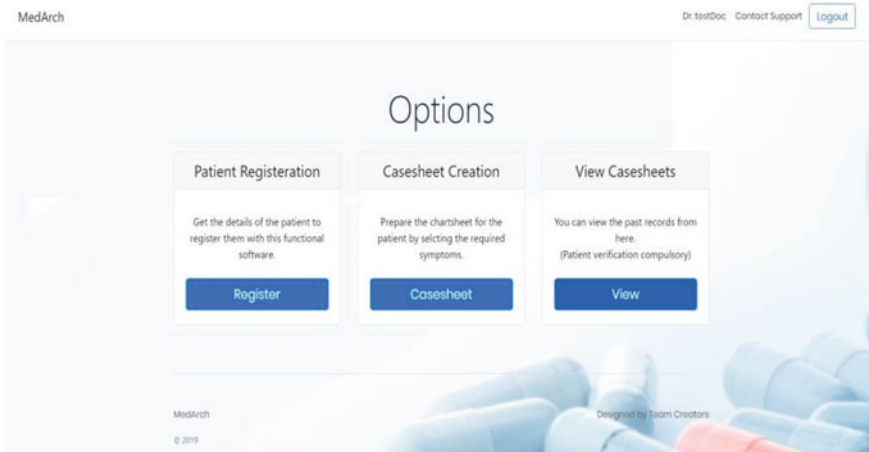 MedArch
Dr. testDoc Contact Support Logout
Options
Patient Registeration
Get the details of the patient to
register them with this functional
software.
Register
Casesheet Creation
Prepare the chartsheet for the
patient by selcting the required
symptoms.
Casesheet
View Casesheets
You can view the past records from
here.
(Patient verification compulsory)
View
MedArch
Designed by Team Creators
© 2019